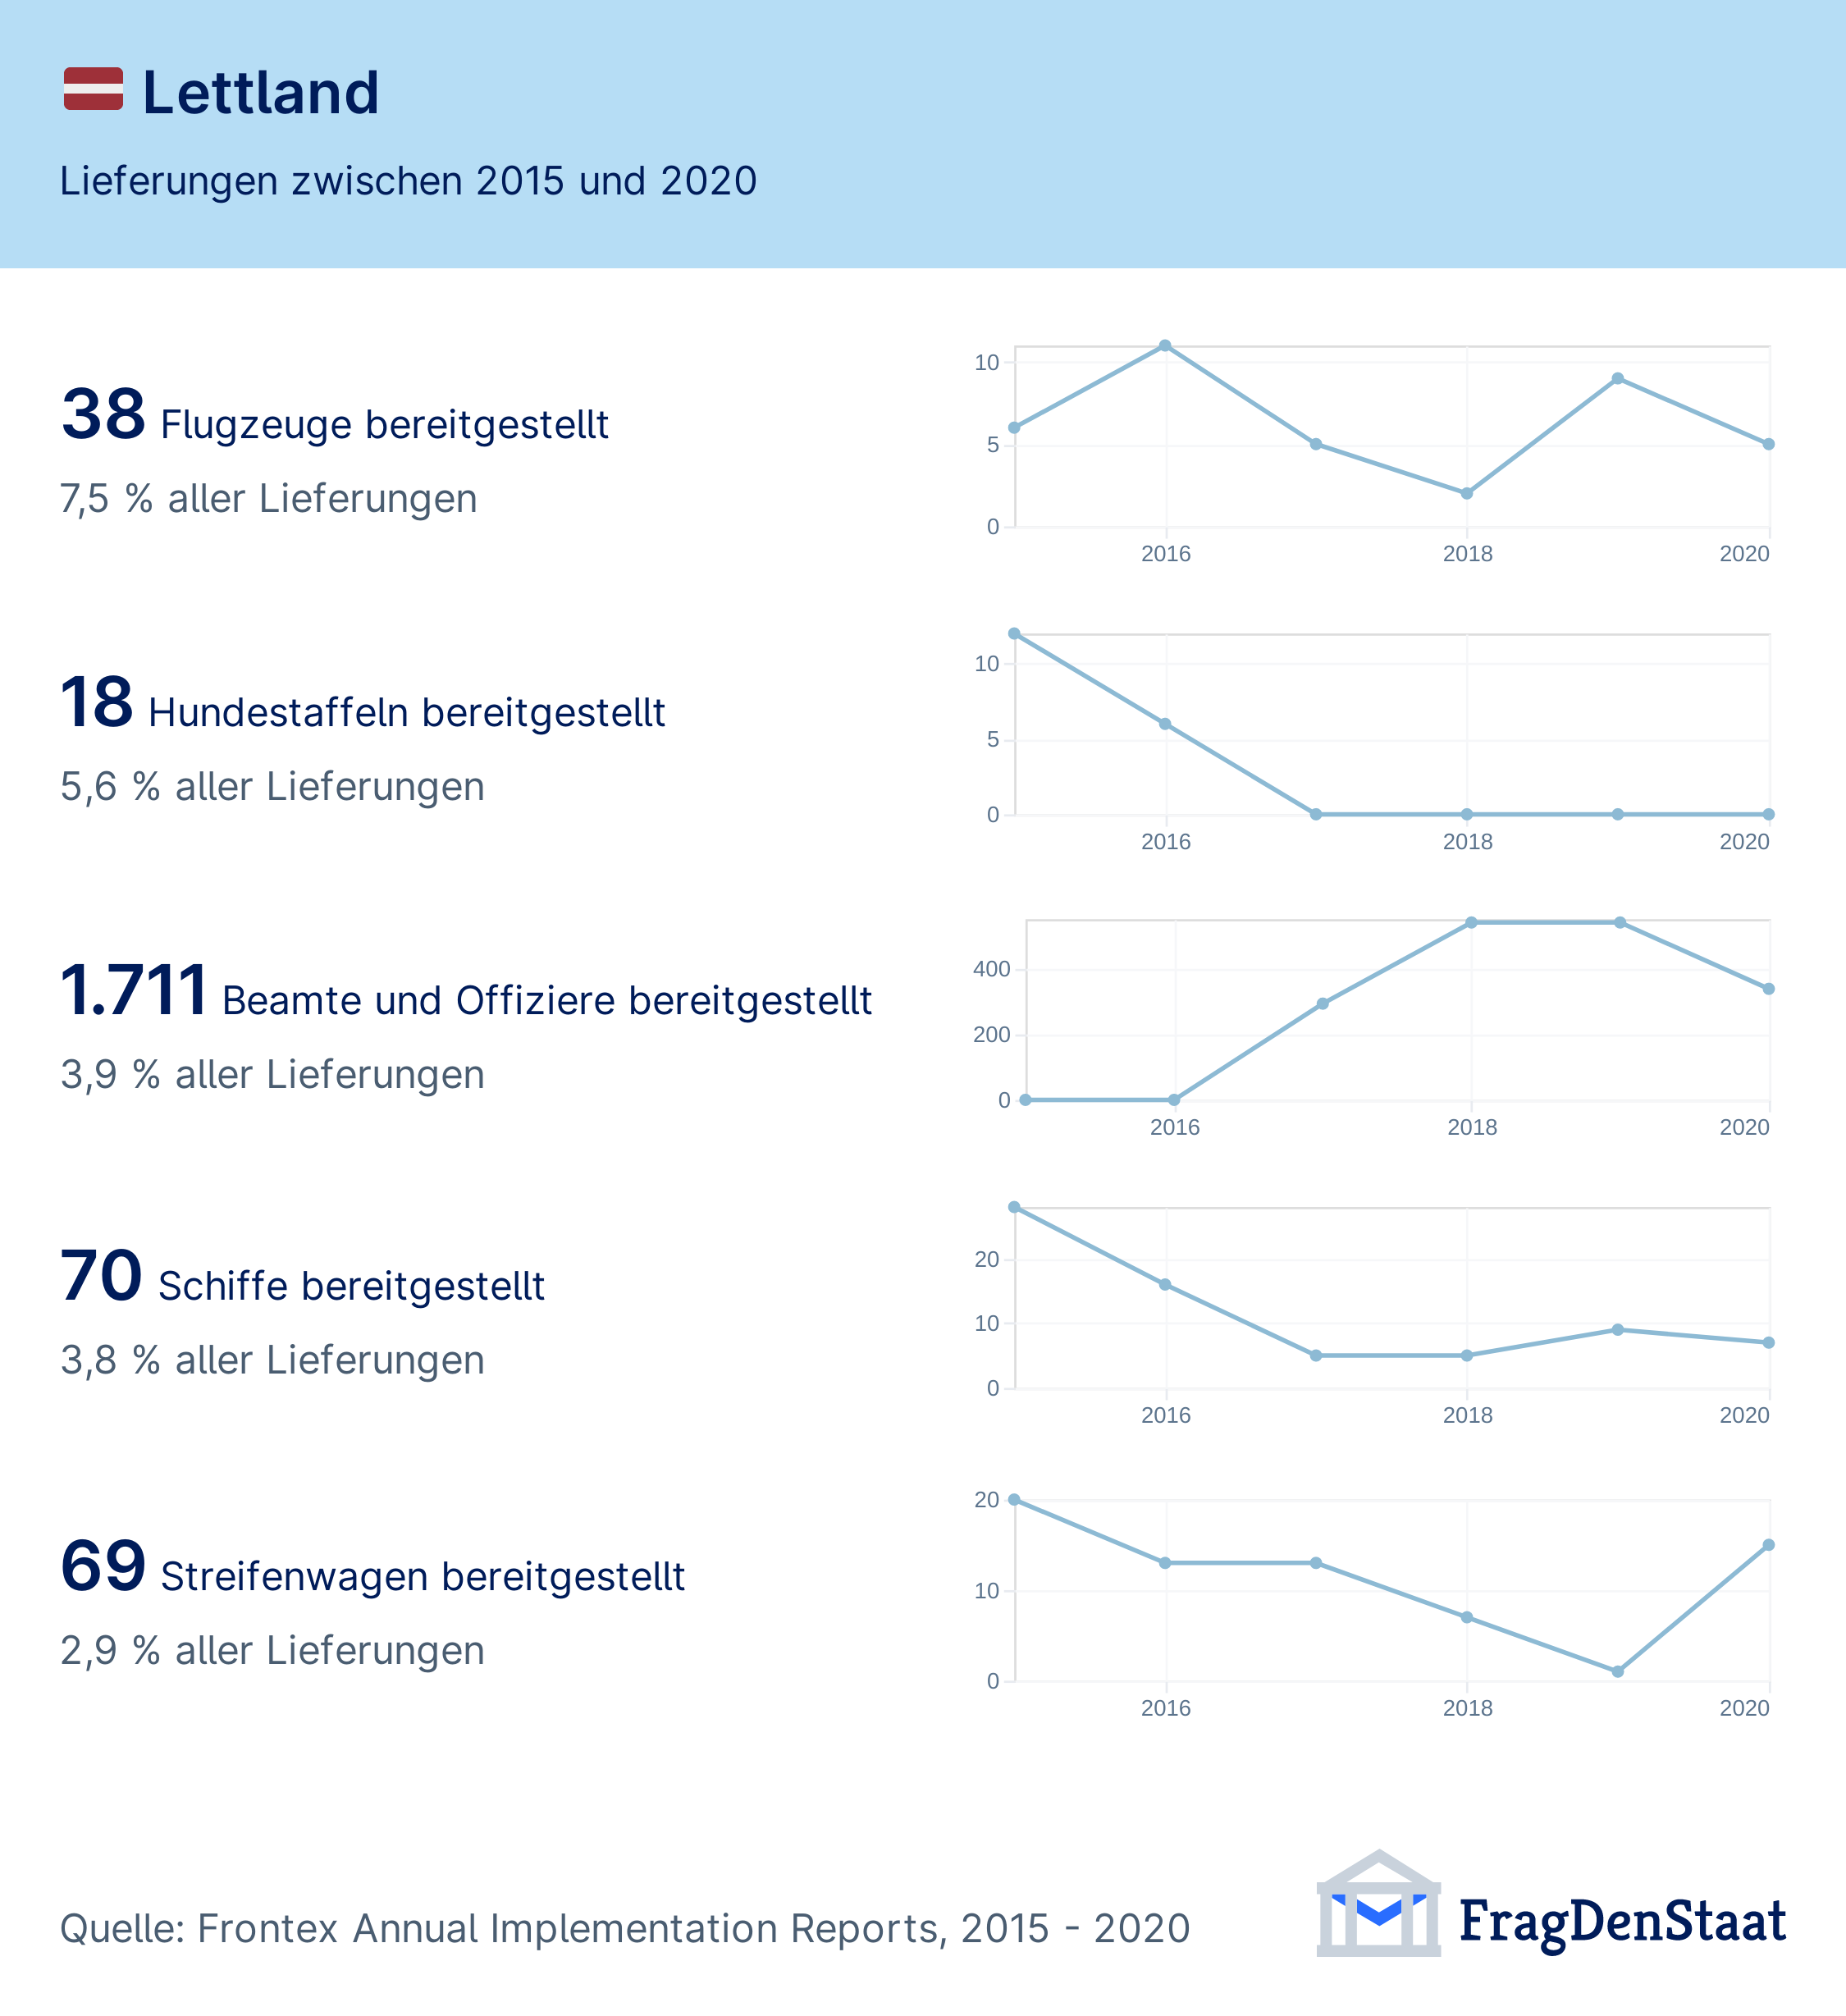 Lettland
Lieferungen zwischen 2015 und 2020
38 Flugzeuge bereitgestellt
7,5 % aller Lieferungen
10
5
0
2016 2018 2020
18 Hundestaffeln bereitgestellt
5,6 % aller Lieferungen
10
5
0
2016 2018 2020
1.711 Beamte und Offiziere bereitgestellt
3,9 % aller Lieferungen
400
200
0
2016 2018 2020
70 Schiffe bereitgestellt
3,8 % aller Lieferungen
20
10
0
2016 2018 2020
69 Streifenwagen bereitgestellt
2,9 % aller Lieferungen
20
10
0
2016 2018 2020
Quelle: Frontex Annual Implementation Reports, 2015 - 2020
FragDenStaat